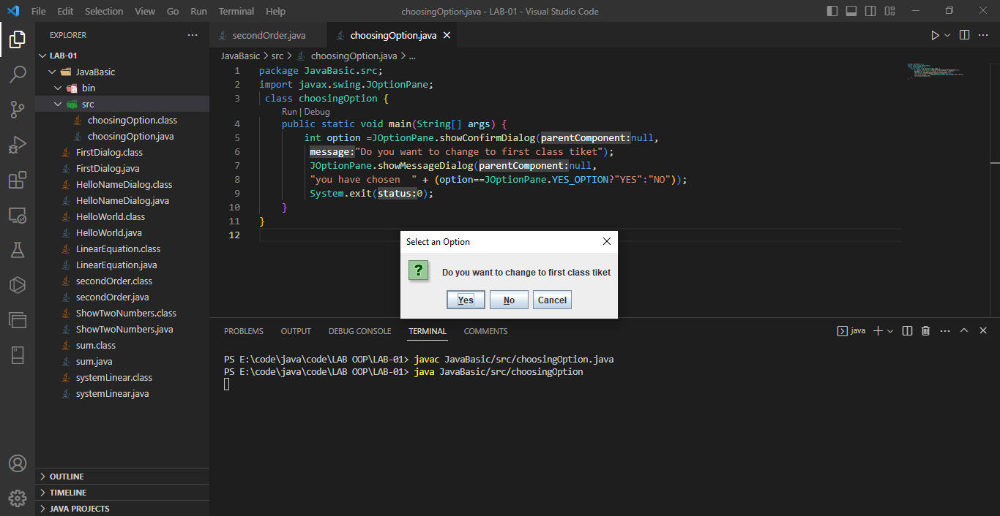 File Edit Selection View Go Run Terminal Help
choosingOption.java - LAB-01 - Visual Studio Code
EXPLORER
LAB-01
JavaBasic
bin
src
choosingOption.class
choosingOption.java
FirstDialog.class
FirstDialog.java
HelloNameDialog.class
HelloNameDialog.java
HelloWorld.class
HelloWorld.java
LinearEquation.class
LinearEquation.java
secondOrder.class
secondOrder.java
ShowTwoNumbers.class
ShowTwoNumbers.java
sum.class
sum.java
systemLinear.class
systemLinear.java
OUTLINE
TIMELINE
JAVA PROJECTS
secondOrder.java
choosingOption.java
JavaBasic > src > choosingOption.java > ...
1 package JavaBasic.src;
2 import javax.swing.JOptionPane;
3 class choosingOption {
Run | Debug
4 public static void main(String[] args) {
5 int option =JOptionPane.showConfirmDialog(parentComponent:null,
6 message:"Do you want to change to first class tiket");
7 JOptionPane.showMessageDialog(parentComponent:null,
8 "you have chosen  " + (option==JOptionPane.YES_OPTION?"YES":"NO"));
9 System.exit(status:0);
10 }
11 }
12
Select an Option
?
Do you want to change to first class tiket
Yes No Cancel
PROBLEMS OUTPUT DEBUG CONSOLE TERMINAL COMMENTS
java
PS E:\code\java\code\LAB OOP\LAB-01> javac JavaBasic/src/choosingOption.java
PS E:\code\java\code\LAB OOP\LAB-01> java JavaBasic/src/choosingOption